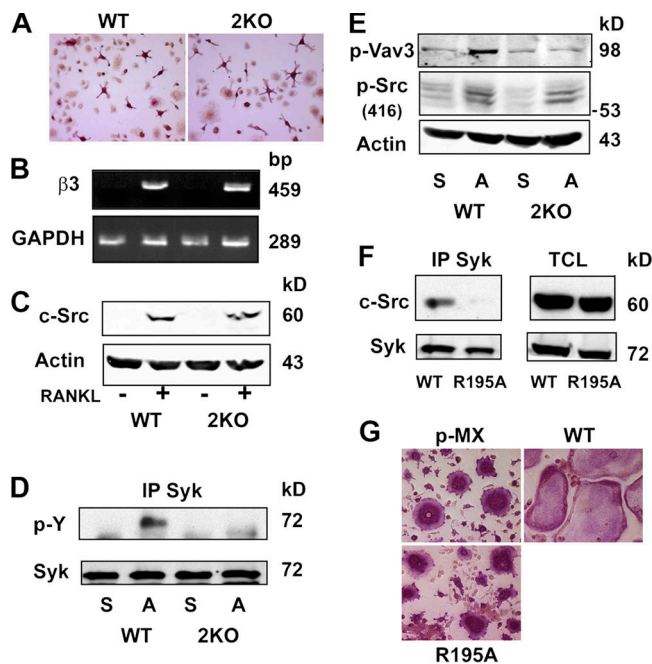 A
WT 2KO
B
bp
β3 459
GAPDH 289
C
kD
c-Src 60
Actin 43
RANKL - + - +
WT 2KO
D
IP Syk kD
p-Y 72
Syk 72
S A S A
WT 2KO
E
kD
p-Vav3 98
p-Src
(416)
-53
Actin 43
S A S A
WT 2KO
F
IP Syk TCL kD
c-Src 60
Syk 72
WT R195A WT R195A
G
p-MX WT
R195A